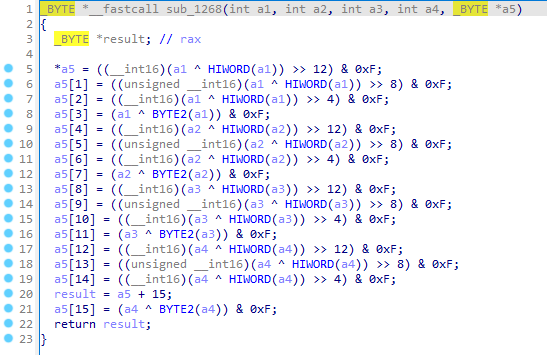 1 _BYTE *__fastcall sub_1268(int a1, int a2, int a3, int a4, _BYTE *a5)
2 {
3 _BYTE *result; // rax
4
5 *a5 = ((__int16)(a1 ^ HIWORD(a1)) >> 12) & 0xF;
6 a5[1] = ((unsigned __int16)(a1 ^ HIWORD(a1)) >> 8) & 0xF;
7 a5[2] = ((__int16)(a1 ^ HIWORD(a1)) >> 4) & 0xF;
8 a5[3] = (a1 ^ BYTE2(a1)) & 0xF;
9 a5[4] = ((__int16)(a2 ^ HIWORD(a2)) >> 12) & 0xF;
10 a5[5] = ((unsigned __int16)(a2 ^ HIWORD(a2)) >> 8) & 0xF;
11 a5[6] = ((__int16)(a2 ^ HIWORD(a2)) >> 4) & 0xF;
12 a5[7] = (a2 ^ BYTE2(a2)) & 0xF;
13 a5[8] = ((__int16)(a3 ^ HIWORD(a3)) >> 12) & 0xF;
14 a5[9] = ((unsigned __int16)(a3 ^ HIWORD(a3)) >> 8) & 0xF;
15 a5[10] = ((__int16)(a3 ^ HIWORD(a3)) >> 4) & 0xF;
16 a5[11] = (a3 ^ BYTE2(a3)) & 0xF;
17 a5[12] = ((__int16)(a4 ^ HIWORD(a4)) >> 12) & 0xF;
18 a5[13] = ((unsigned __int16)(a4 ^ HIWORD(a4)) >> 8) & 0xF;
19 a5[14] = ((__int16)(a4 ^ HIWORD(a4)) >> 4) & 0xF;
20 result = a5 + 15;
21 a5[15] = (a4 ^ BYTE2(a4)) & 0xF;
22 return result;
23 }